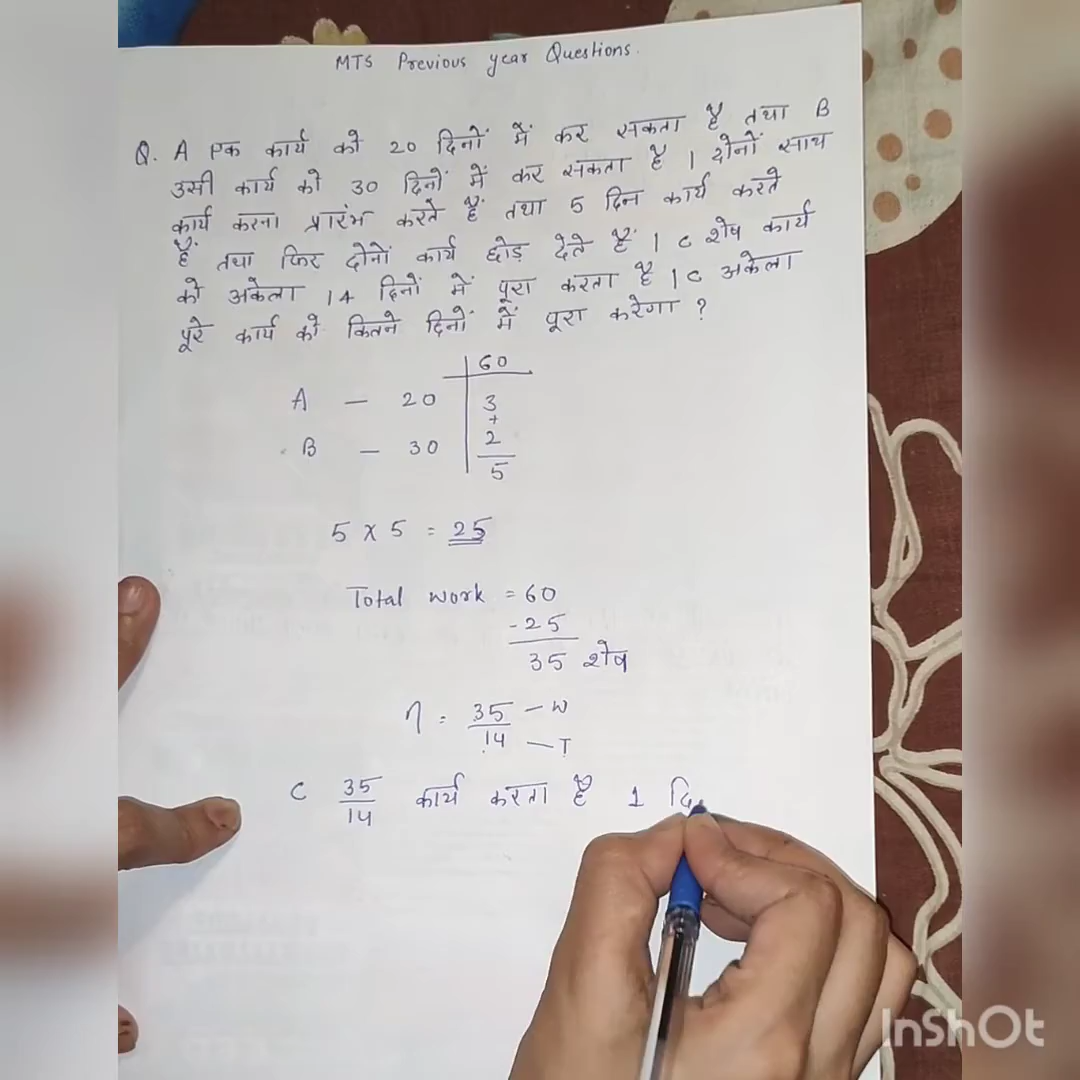 MTS Previous year Questions.
Q. A एक कार्य को 20 दिनों में कर सकता है तथा B
उसी कार्य को 30 दिनों में कर सकता है । दोनों साथ
कार्य करना प्रारंभ करते हैं तथा 5 दिन कार्य करते
हैं तथा फिर दोनों कार्य छोड़ देते हैं । C शेष कार्य
को अकेला 14 दिनों में पूरा करता है । C अकेला
पूरे कार्य को कितने दिनों में पूरा करेगा ?
60
A — 20 3
+
B — 30 2
5
5 x 5 = 25
Total work = 60
- 25
35 शेष
η = 35 — W
14 — T
C 35/14 कार्य करता है 1 दि
InShOt